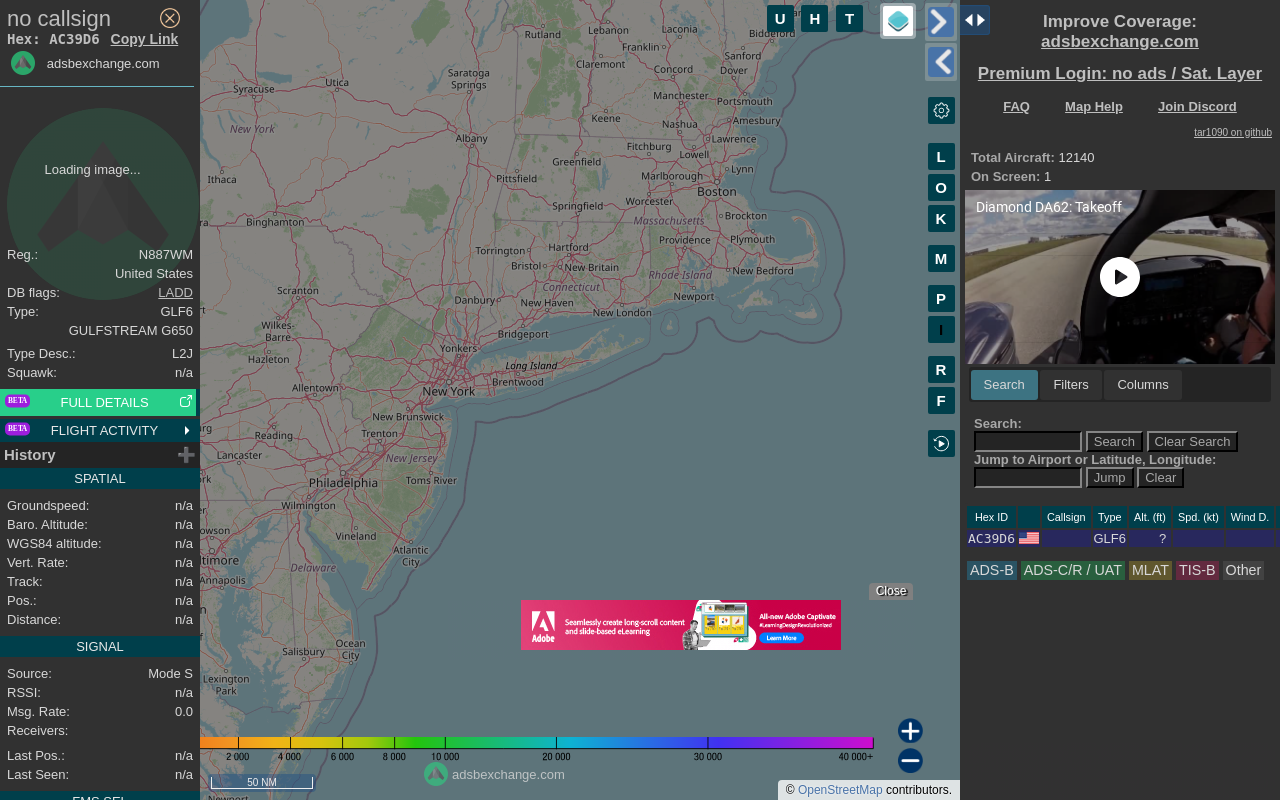 no callsign
Hex: AC39D6 Copy Link
adsbexchange.com
Loading image...
Reg.: N887WM
United States
DB flags: LADD
Type: GLF6
GULFSTREAM G650
Type Desc.: L2J
Squawk: n/a
BETA FULL DETAILS
BETA FLIGHT ACTIVITY
History
SPATIAL
Groundspeed: n/a
Baro. Altitude: n/a
WGS84 altitude: n/a
Vert. Rate: n/a
Track: n/a
Pos.: n/a
Distance: n/a
SIGNAL
Source: Mode S
RSSI: n/a
Msg. Rate: 0.0
Receivers:
Last Pos.: n/a
Last Seen: n/a
FMS SEL
U H T
L
O
K
M
P
I
R
F
Rutland
Lebanon
Laconia
Biddeford
Franklin
Claremont
Sanford
Concord
Dover
Saratoga Springs
Utica
Syracuse
Manchester
Portsmouth
Keene
Nashua
Amesbury
New York
Albany
Lawrence
Fitchburg
Lowell
Greenfield
Lynn
Pittsfield
Marlborough
Ithaca
Boston
Worcester
Springfield
Massachusetts
Brockton
Binghamton
Providence
Plymouth
Hartford
Torrington
Bristol
New Britain
New Bedford
Rhode Island
Connecticut
Scranton
Danbury
New Haven
Newport
New London
Wilkes-Barre
Bridgeport
Yonkers
Hazleton
Long Island
Brentwood
Allentown
New York
New Brunswick
Reading
Trenton
Lancaster
New Jersey
Toms River
Philadelphia
Wilmington
Vineland
Atlantic City
Annapolis
Delaware
Salisbury
Ocean City
Lexington Park
Newport
Close
Adobe
Seamlessly create long-scroll content and slide-based eLearning
All-new Adobe Captivate
#LearningDesignRevolutionized
Learn More
2 000 4 000 6 000 8 000 10 000 20 000 30 000 40 000+
adsbexchange.com
50 NM
© OpenStreetMap contributors.
Improve Coverage:
adsbexchange.com
Premium Login: no ads / Sat. Layer
FAQ Map Help Join Discord
tar1090 on github
Total Aircraft: 12140
On Screen: 1
Diamond DA62: Takeoff
Search Filters Columns
Search:
Search Clear Search
Jump to Airport or Latitude, Longitude:
Jump Clear
Hex ID Callsign Type Alt. (ft) Spd. (kt) Wind D.
AC39D6 GLF6 ?
ADS-B ADS-C/R / UAT MLAT TIS-B Other